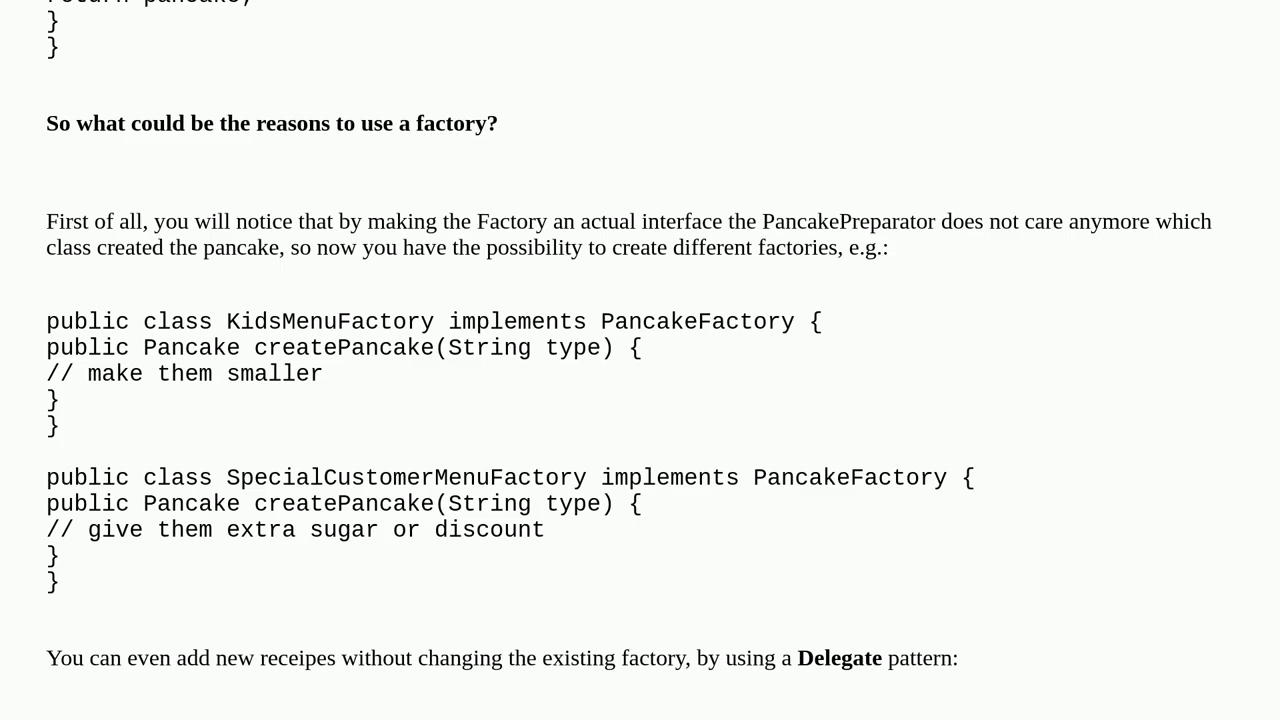 }
}
So what could be the reasons to use a factory?
First of all, you will notice that by making the Factory an actual interface the PancakePreparator does not care anymore which
class created the pancake, so now you have the possibility to create different factories, e.g.:
public class KidsMenuFactory implements PancakeFactory {
public Pancake createPancake(String type) {
// make them smaller
}
}
public class SpecialCustomerMenuFactory implements PancakeFactory {
public Pancake createPancake(String type) {
// give them extra sugar or discount
}
}
You can even add new receipes without changing the existing factory, by using a Delegate pattern: